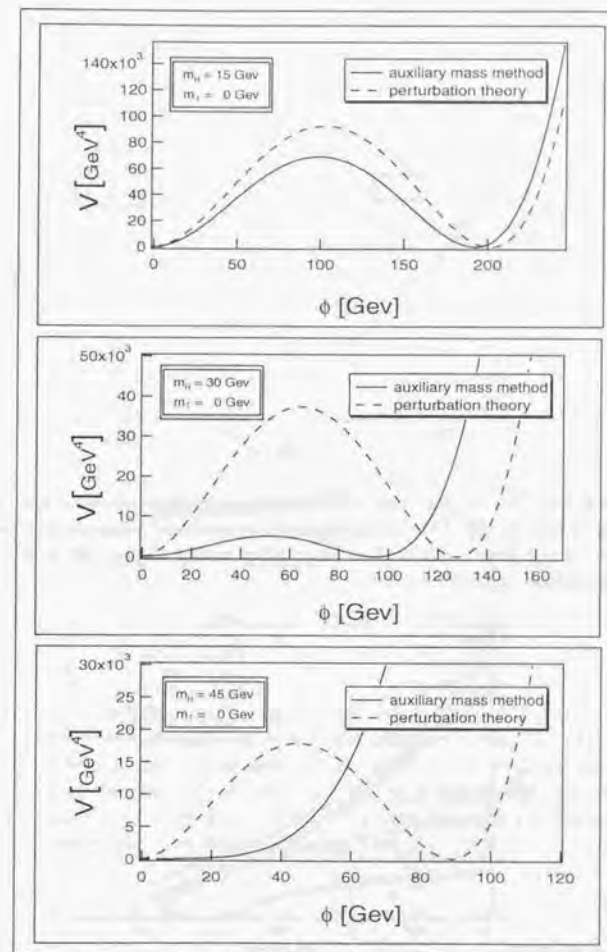 140x10³
120
100
80
60
40
20
0
V [GeV⁴]
m_H = 15 Gev
m_T = 0 Gev
auxiliary mass method
perturbation theory
0 50 100 150 200
ϕ [Gev]
50x10³
40
30
20
10
0
V [GeV⁴]
m_H = 30 Gev
m_T = 0 Gev
auxiliary mass method
perturbation theory
0 20 40 60 80 100 120 140 160
ϕ [Gev]
30x10³
25
20
15
10
5
0
V [GeV⁴]
m_H = 45 Gev
m_T = 0 Gev
auxiliary mass method
perturbation theory
0 20 40 60 80 100 120
ϕ [Gev]